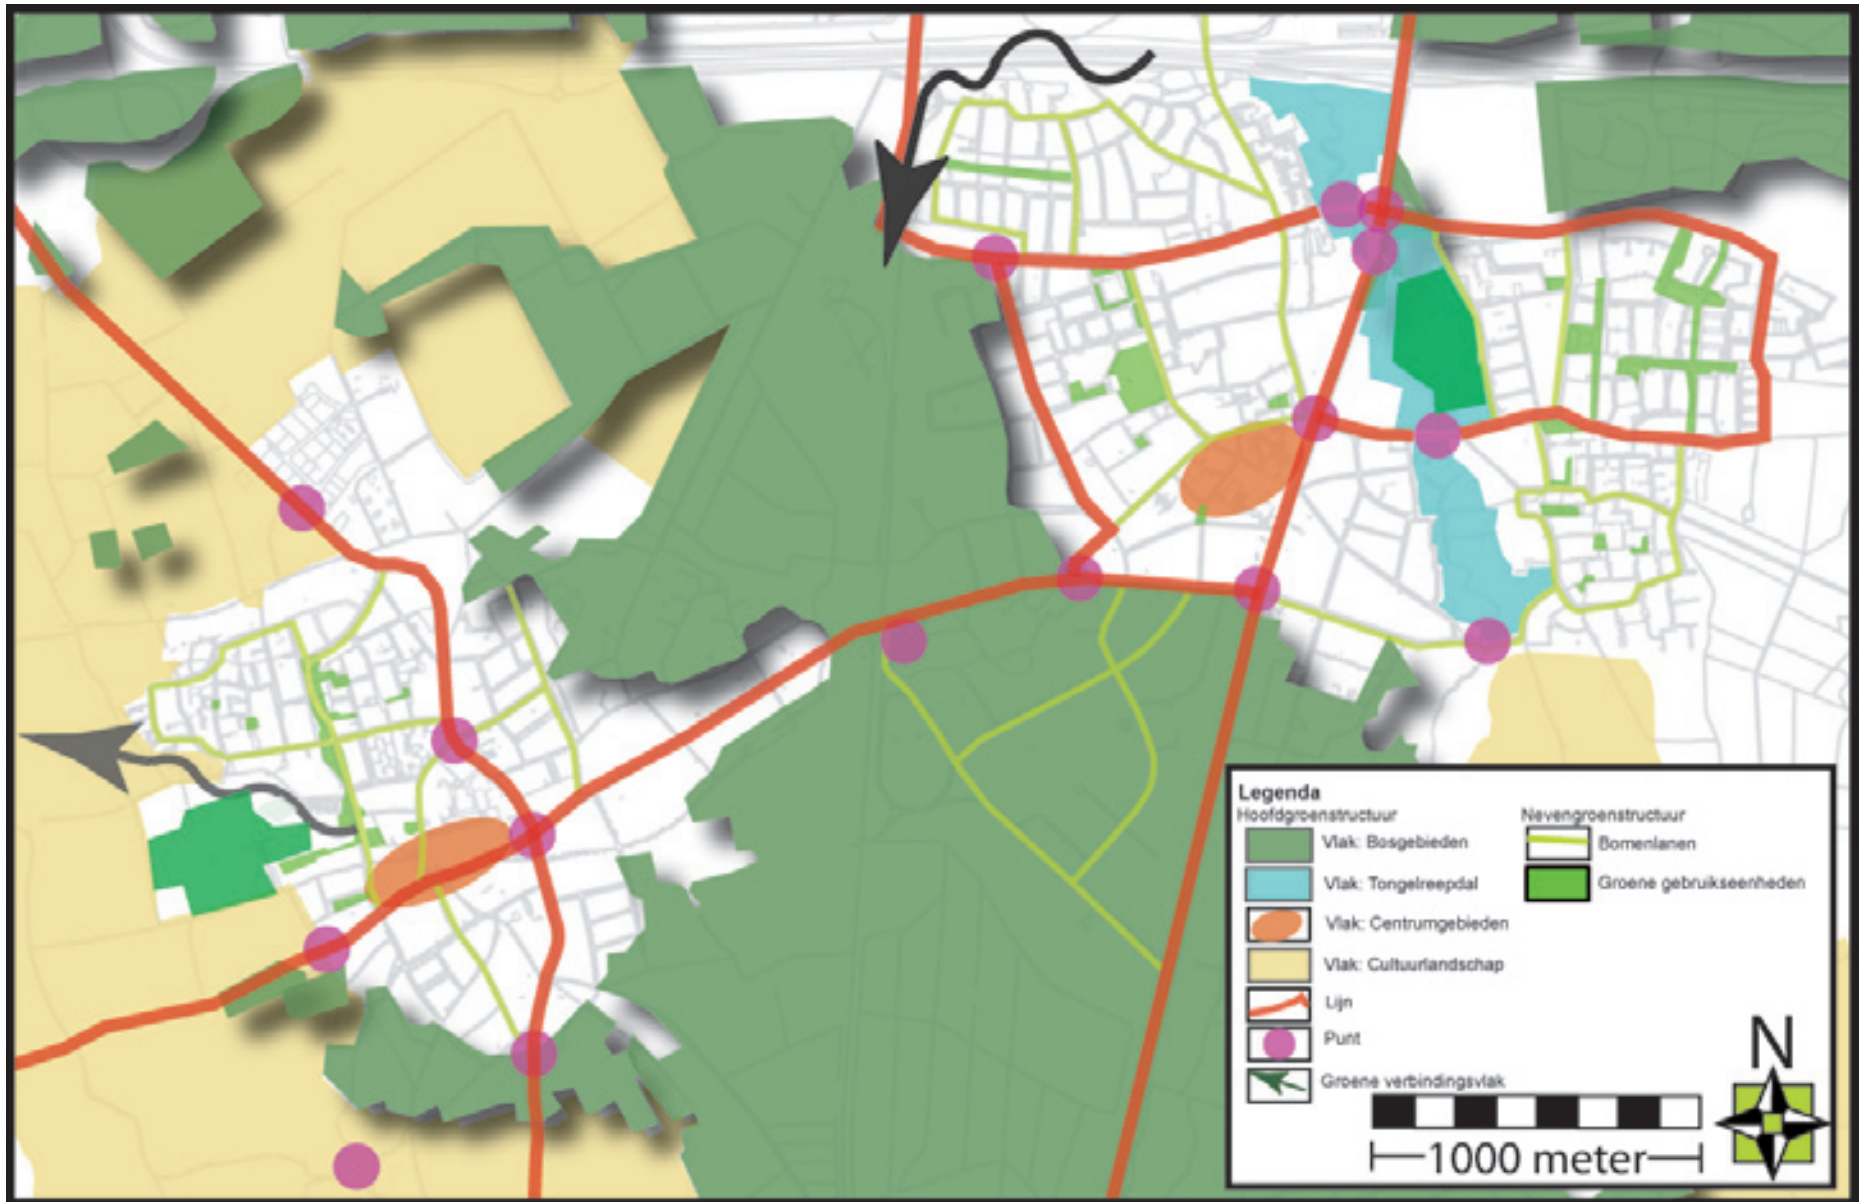 Legenda
Hoofdgroenstructuur
Vlak: Bosgebieden
Vlak: Tongelreepdal
Vlak: Centrumgebieden
Vlak: Cultuurlandschap
Lijn
Punt
Groene verbindingsvlak
Nevengroenstructuur
Bomenlanen
Groene gebruikseenheden
N
1000 meter